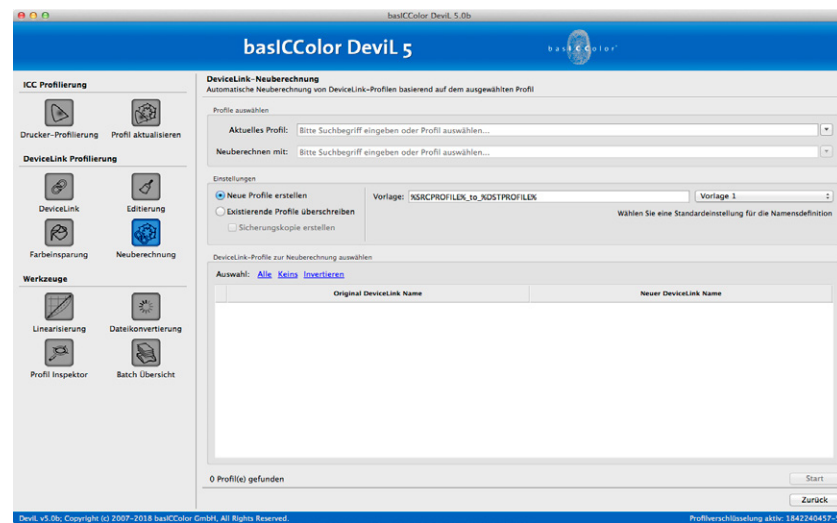 basICColor DeviL 5.0b
basICColor DeviL 5
basICColor
ICC Profilierung
Drucker-Profilierung
Profil aktualisieren
DeviceLink Profilierung
DeviceLink
Editierung
Farbeinsparung
Neuberechnung
Werkzeuge
Linearisierung
Dateikonvertierung
Profil Inspektor
Batch Übersicht
DeviceLink-Neuberechnung
Automatische Neuberechnung von DeviceLink-Profilen basierend auf dem ausgewählten Profil
Profile auswählen
Aktuelles Profil: Bitte Suchbegriff eingeben oder Profil auswählen...
Neuberechnen mit: Bitte Suchbegriff eingeben oder Profil auswählen...
Einstellungen
Neue Profile erstellen
Existierende Profile überschreiben
Sicherungskopie erstellen
Vorlage: %SRCPROFILE%_to_%DSTPROFILE% Vorlage 1
Wählen Sie eine Standardeinstellung für die Namensdefinition
DeviceLink-Profile zur Neuberechnung auswählen
Auswahl: Alle Keins Invertieren
Original DeviceLink Name Neuer DeviceLink Name
0 Profil(e) gefunden
Start
Zurück
DeviL v5.0b; Copyright (c) 2007-2018 basICColor GmbH, All Rights Reserved. Profilverschlüsselung aktiv: 1842240457-